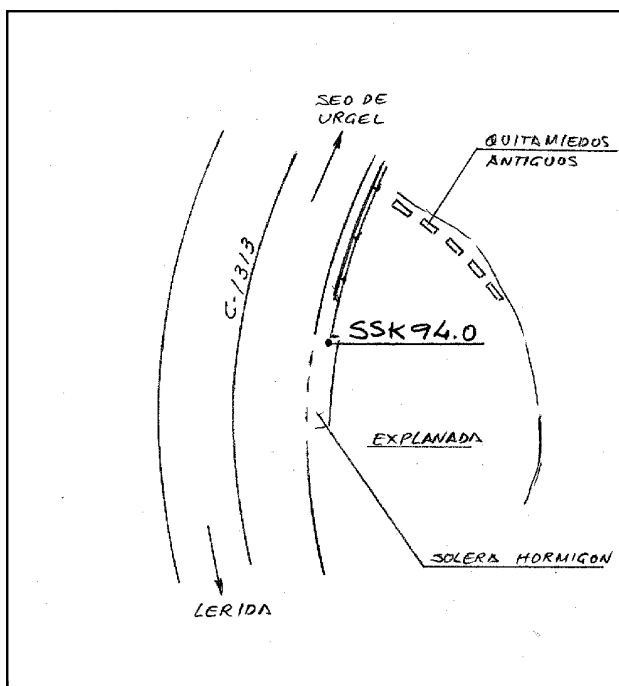 SEO DE
URGEL
QUITAMIEDOS
ANTIGUOS
C-1313
SSK94.0
EXPLANADA
SOLERA HORMIGON
LERIDA